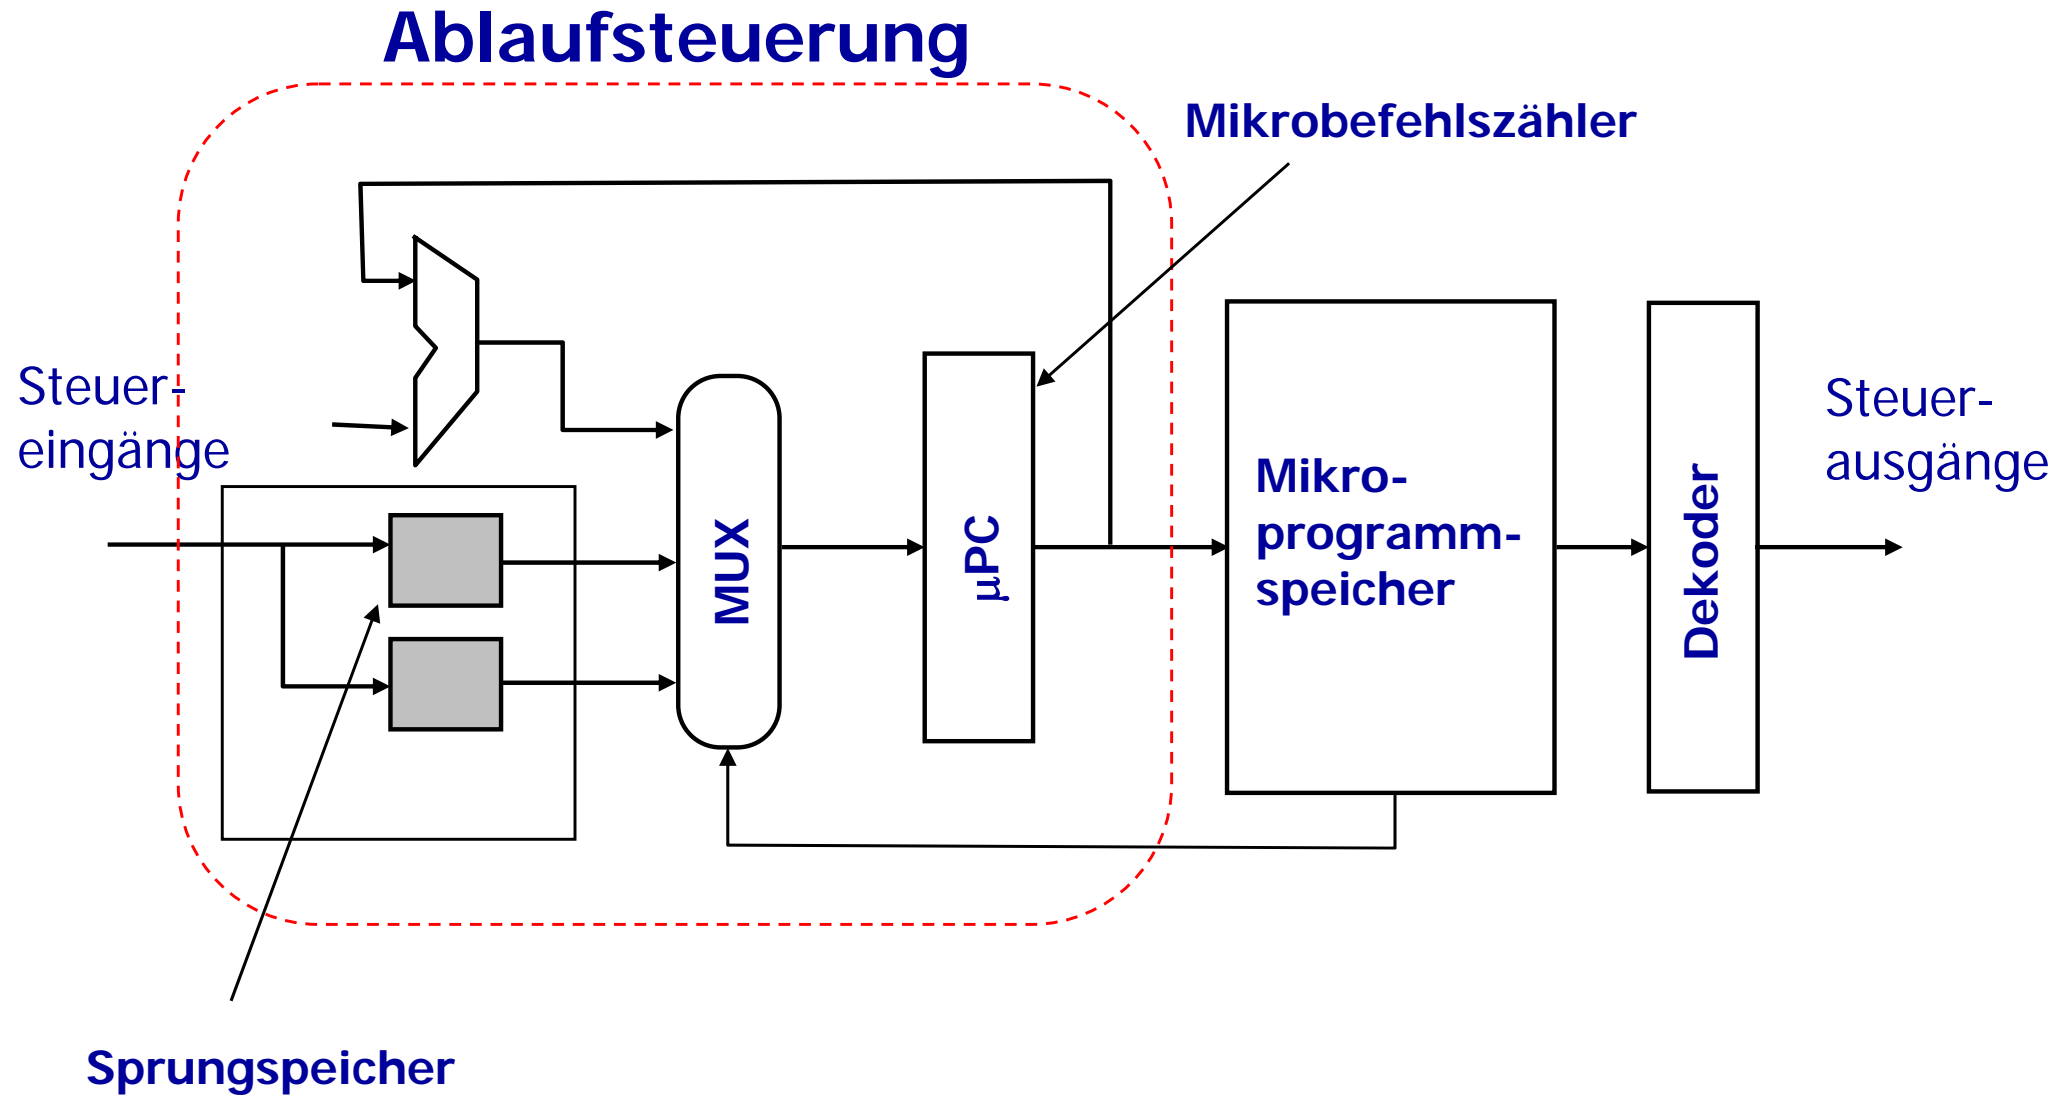 Ablaufsteuerung
Mikrobefehlszähler
Steuer-
eingänge
MUX
µPC
Mikro-
programm-
speicher
Dekoder
Steuer-
ausgänge
Sprungspeicher